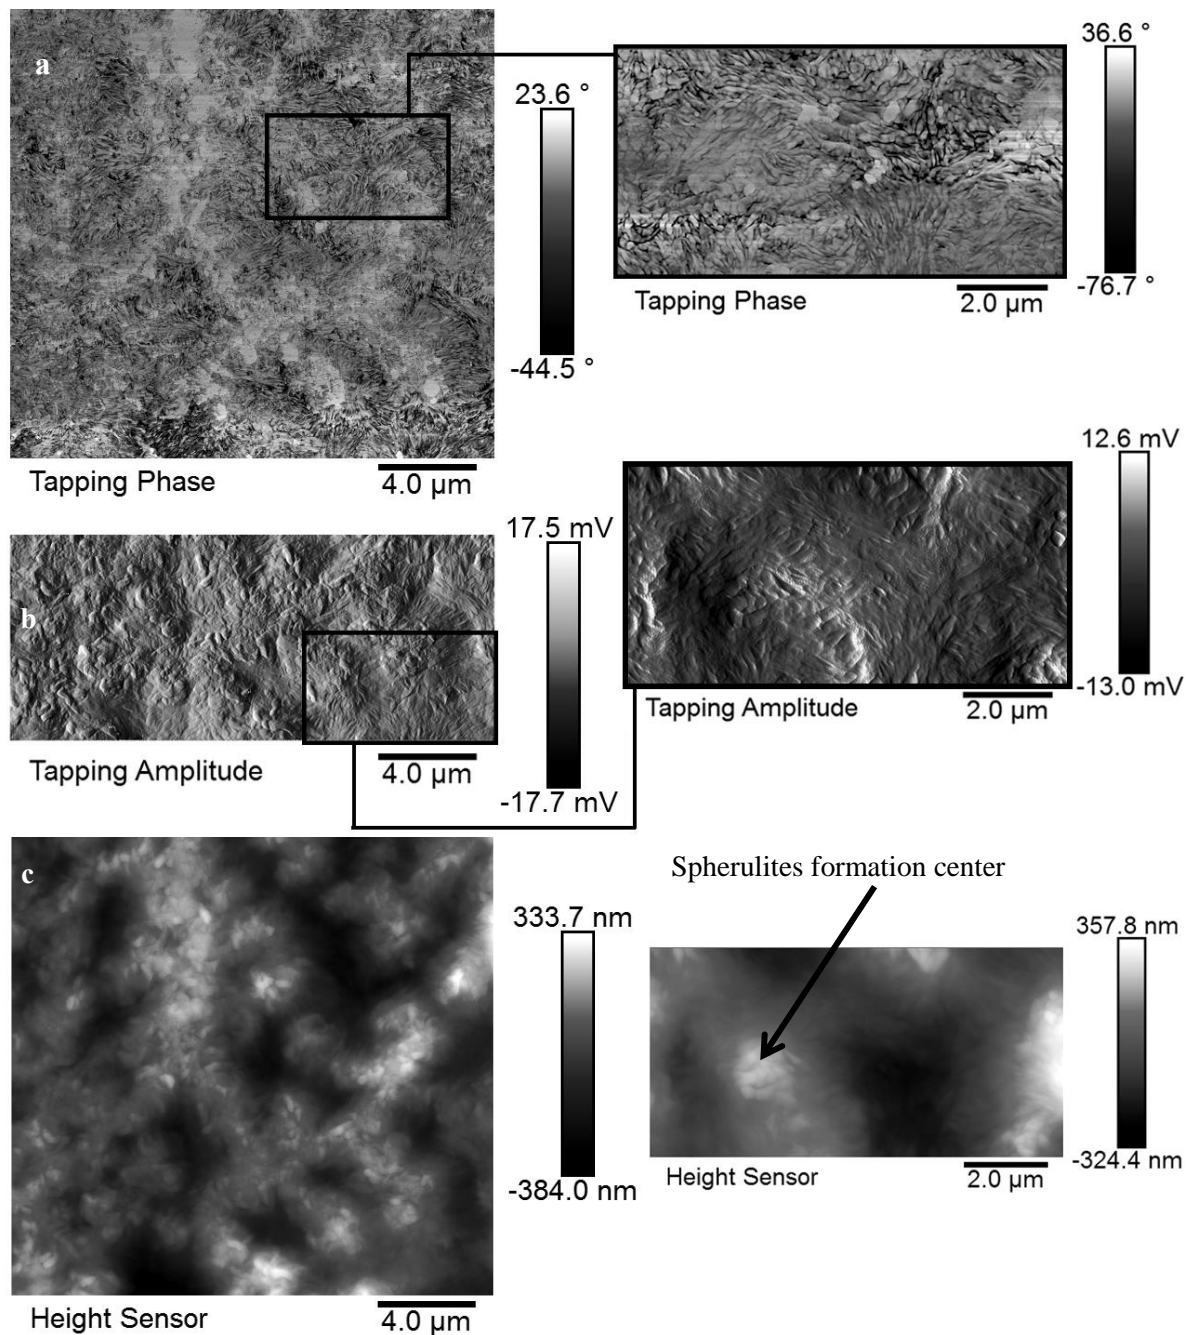 a
23.6 °
-44.5 °
Tapping Phase
4.0 µm
36.6 °
-76.7 °
Tapping Phase
2.0 µm
b
17.5 mV
-17.7 mV
Tapping Amplitude
4.0 µm
12.6 mV
-13.0 mV
Tapping Amplitude
2.0 µm
c
333.7 nm
-384.0 nm
Height Sensor
4.0 µm
Spherulites formation center
357.8 nm
-324.4 nm
Height Sensor
2.0 µm